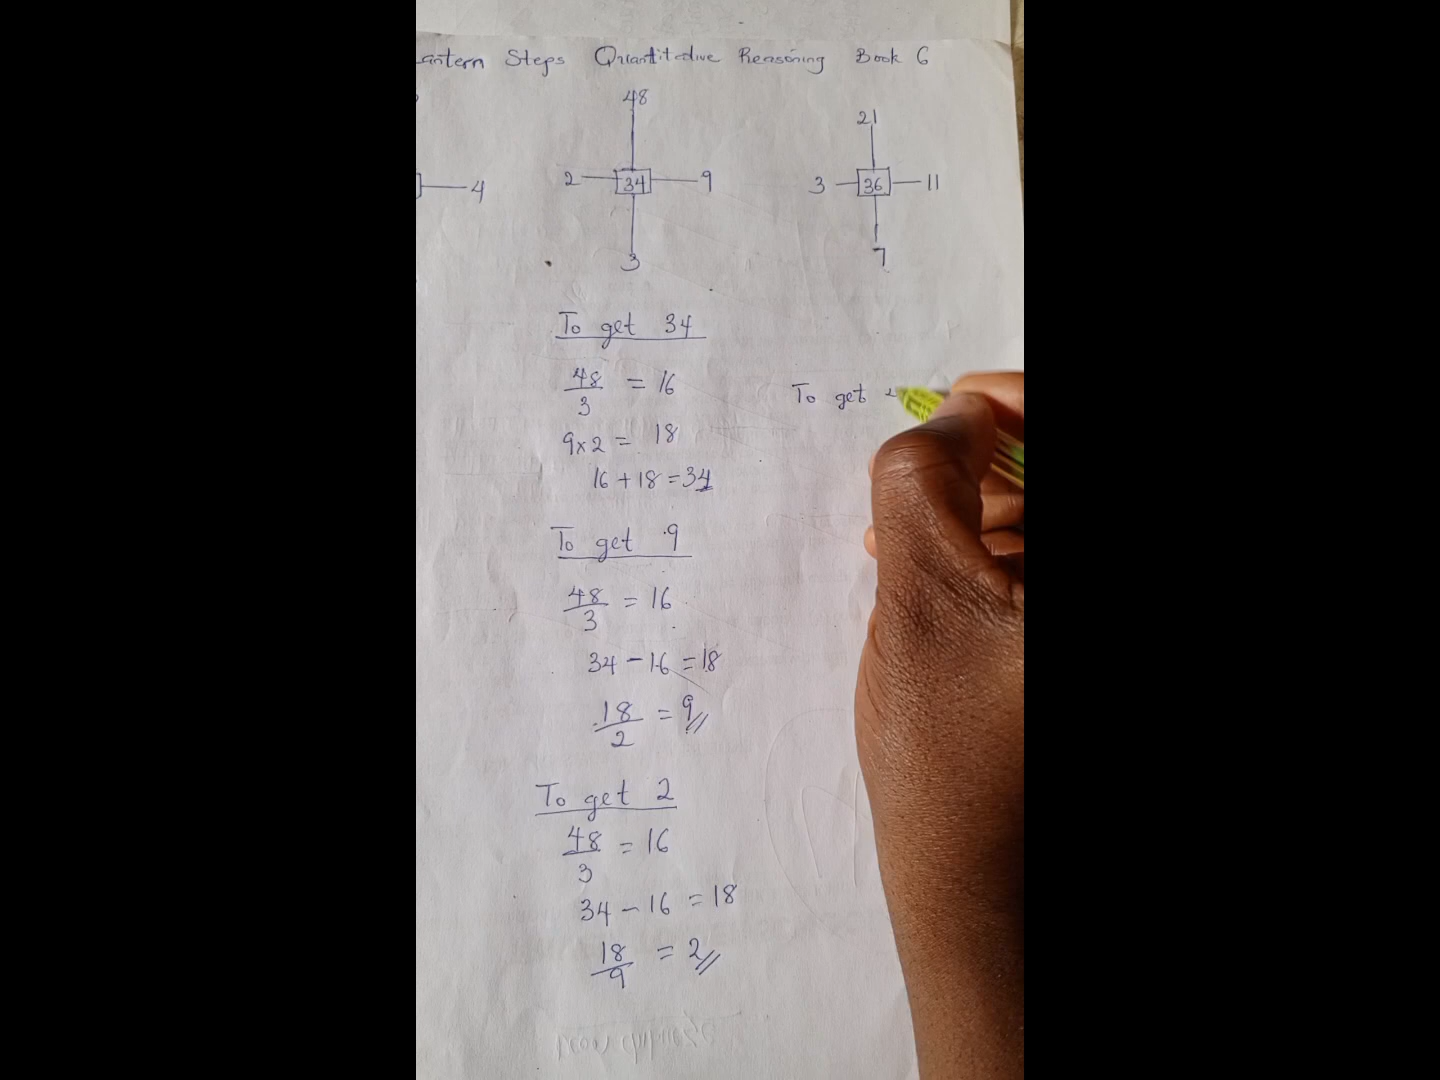 antern Steps Quantitative Reasoning Book 6
48
2 34 9
3
4
21
3 36 11
7
To get 34
48/3 = 16
9x2 = 18
16 + 18 = 34
To get 9
48/3 = 16
34 - 16 = 18
18/2 = 9
To get 2
48/3 = 16
34 - 16 = 18
18/9 = 2
To get